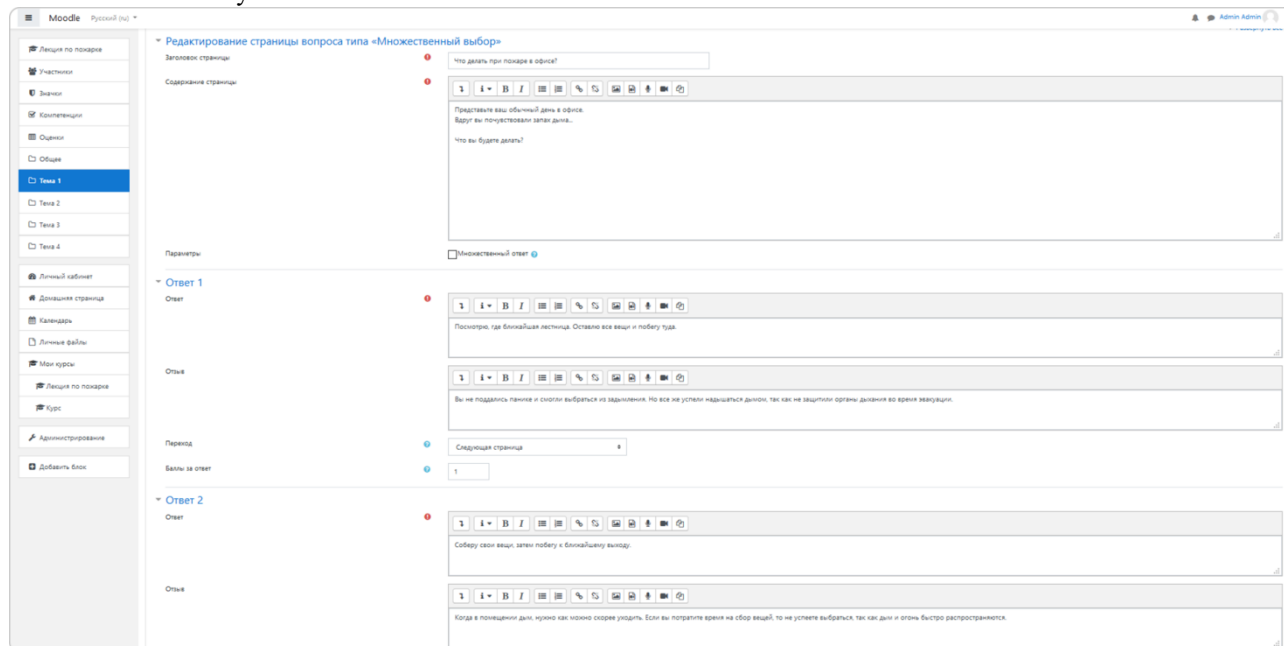 Moodle Русский (ru)
Admin Admin
Лекция по пожарке
Участники
Значки
Компетенции
Оценки
Общее
Тема 1
Тема 2
Тема 3
Тема 4
Личный кабинет
Домашняя страница
Календарь
Личные файлы
Мои курсы
Лекция по пожарке
Курс
Администрирование
Добавить блок
Редактирование страницы вопроса типа «Множественный выбор»
Заголовок страницы
Что делать при пожаре в офисе?
Содержание страницы
Представьте ваш обычный день в офисе.
Вдруг вы почувствовали запах дыма...
Что вы будете делать?
Параметры
Множественный ответ
Ответ 1
Ответ
Посмотрю, где ближайшая лестница. Оставлю все вещи и побегу туда.
Отзыв
Вы не поддались панике и смогли выбраться из задымления. Но все же успели надышаться дымом, так как не защитили органы дыхания во время эвакуации.
Переход
Следующая страница
Баллы за ответ
1
Ответ 2
Ответ
Соберу свои вещи, затем побегу к ближайшему выходу.
Отзыв
Когда в помещении дым, нужно как можно скорее уходить. Если вы потратите время на сбор вещей, то не успеете выбраться, так как дым и огонь быстро распространяются.